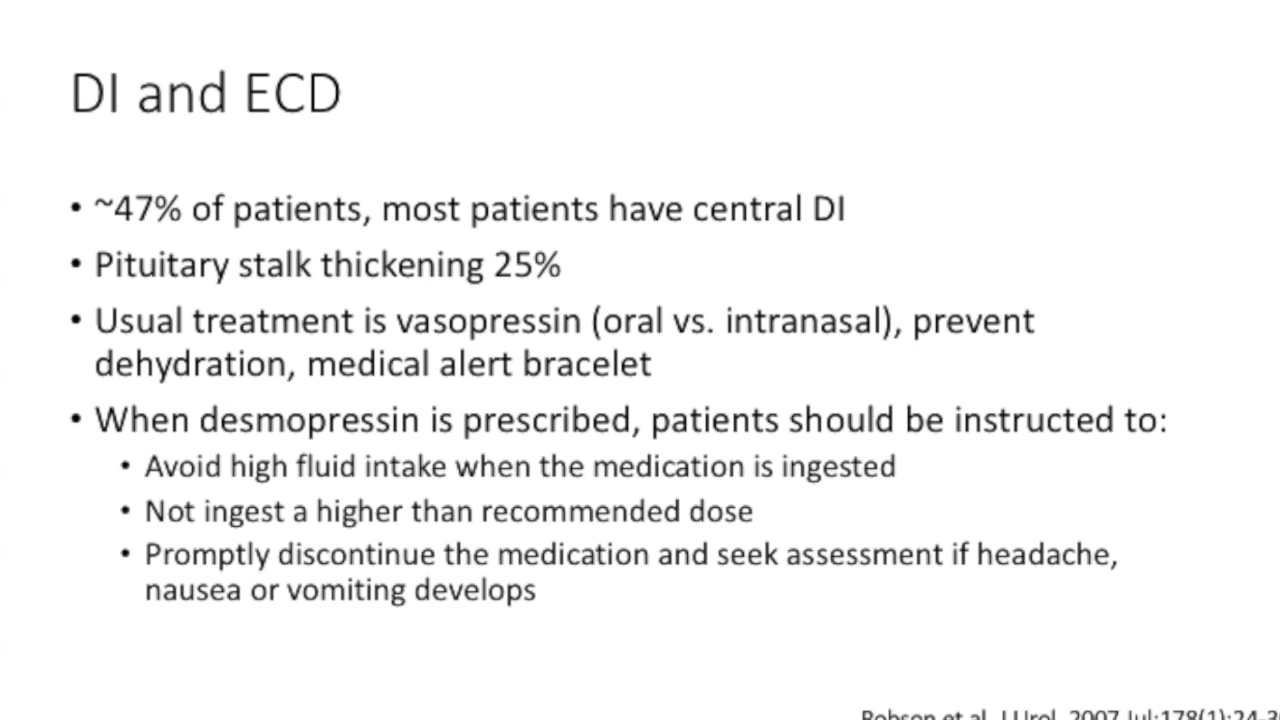 DI and ECD
• ~47% of patients, most patients have central DI
• Pituitary stalk thickening 25%
• Usual treatment is vasopressin (oral vs. intranasal), prevent
dehydration, medical alert bracelet
• When desmopressin is prescribed, patients should be instructed to:
• Avoid high fluid intake when the medication is ingested
• Not ingest a higher than recommended dose
• Promptly discontinue the medication and seek assessment if headache,
nausea or vomiting develops
Robson et al. J Urol. 2007 Jul;178(1):24-